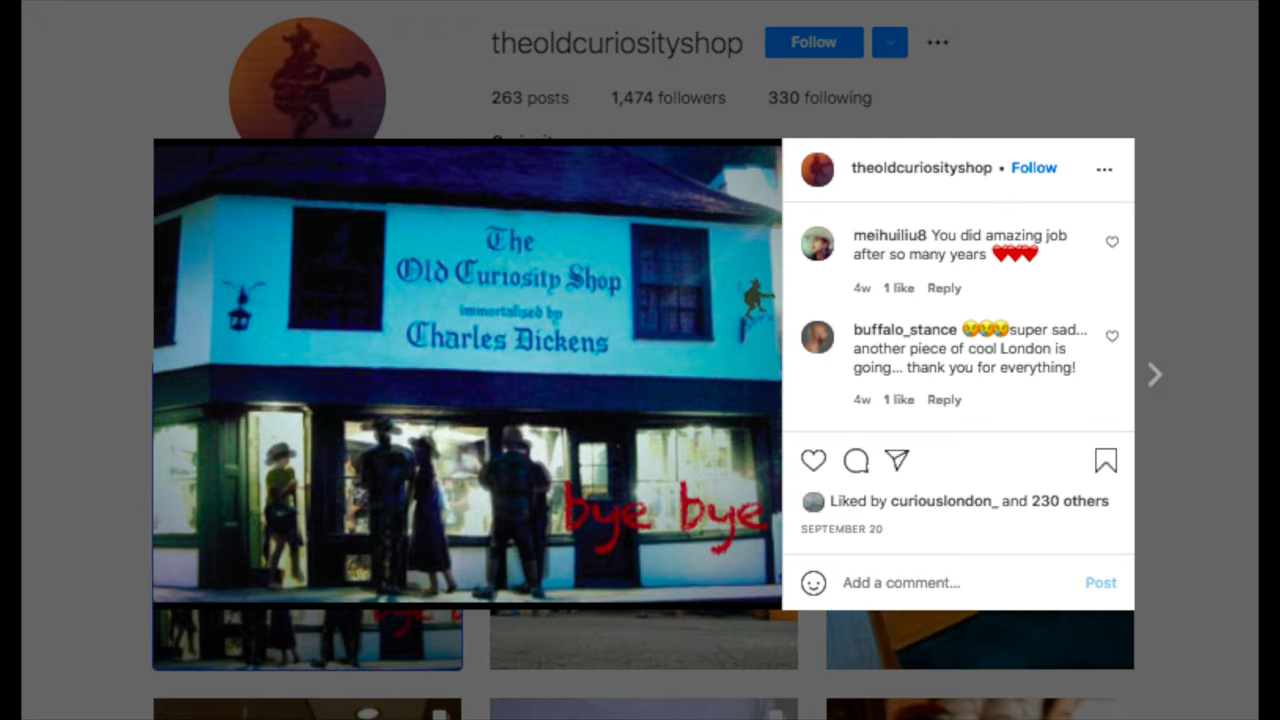 theoldcuriosityshop Follow
263 posts 1,474 followers 330 following
The
Old Curiosity Shop
immortalised by
Charles Dickens
bye bye
theoldcuriosityshop • Follow
meihuiliu8 You did amazing job
after so many years ❤❤❤
4w 1 like Reply
buffalo_stance 😢😢😢super sad...
another piece of cool London is
going... thank you for everything!
4w 1 like Reply
Liked by curiouslondon_ and 230 others
SEPTEMBER 20
Add a comment... Post